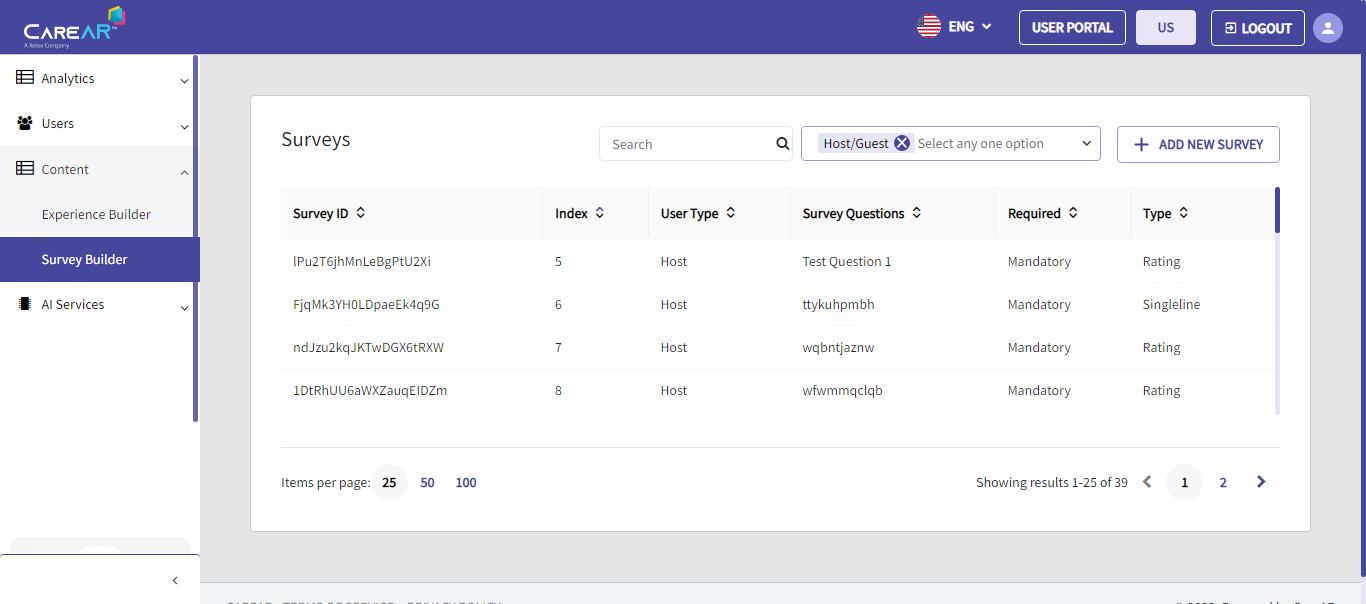 CAREAR™
A Xerox Company
ENG
USER PORTAL
US
LOGOUT
Analytics
Users
Content
Experience Builder
Survey Builder
AI Services
Surveys
Search
Host/Guest Select any one option
ADD NEW SURVEY
Survey ID Index User Type Survey Questions Required Type
lPu2T6jhMnLeBgPtU2Xi 5 Host Test Question 1 Mandatory Rating
FjqMk3YH0LDpaeEk4q9G 6 Host ttykuhpmbh Mandatory Singleline
ndJzu2kqJKTwDGX6tRXW 7 Host wqbntjaznw Mandatory Rating
1DtRhUU6aWXZauqEIDZm 8 Host wfwmmqclqb Mandatory Rating
Items per page: 25 50 100
Showing results 1-25 of 39 1 2